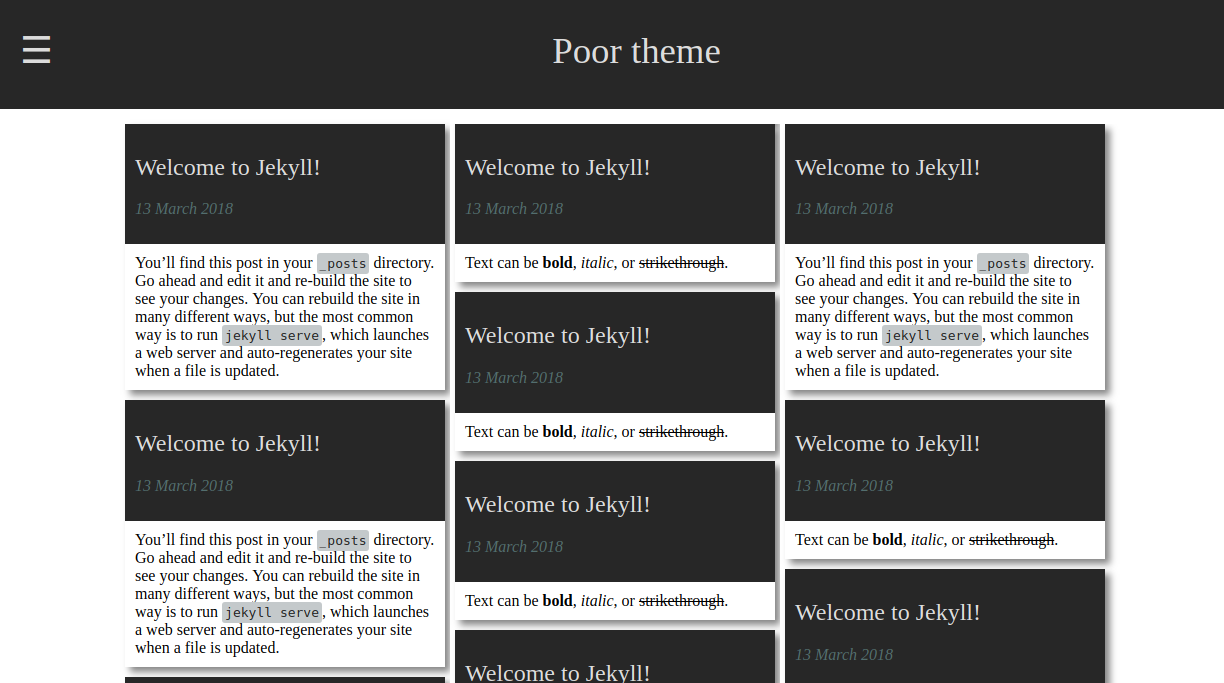 ☰
Poor theme
Welcome to Jekyll!
13 March 2018
You’ll find this post in your _posts directory.
Go ahead and edit it and re-build the site to
see your changes. You can rebuild the site in
many different ways, but the most common
way is to run jekyll serve, which launches
a web server and auto-regenerates your site
when a file is updated.
Welcome to Jekyll!
13 March 2018
You’ll find this post in your _posts directory.
Go ahead and edit it and re-build the site to
see your changes. You can rebuild the site in
many different ways, but the most common
way is to run jekyll serve, which launches
a web server and auto-regenerates your site
when a file is updated.
Welcome to Jekyll!
13 March 2018
Text can be bold, italic, or strikethrough.
Welcome to Jekyll!
13 March 2018
Text can be bold, italic, or strikethrough.
Welcome to Jekyll!
13 March 2018
Text can be bold, italic, or strikethrough.
Welcome to Jekyll!
Welcome to Jekyll!
13 March 2018
You’ll find this post in your _posts directory.
Go ahead and edit it and re-build the site to
see your changes. You can rebuild the site in
many different ways, but the most common
way is to run jekyll serve, which launches
a web server and auto-regenerates your site
when a file is updated.
Welcome to Jekyll!
13 March 2018
Text can be bold, italic, or strikethrough.
Welcome to Jekyll!
13 March 2018